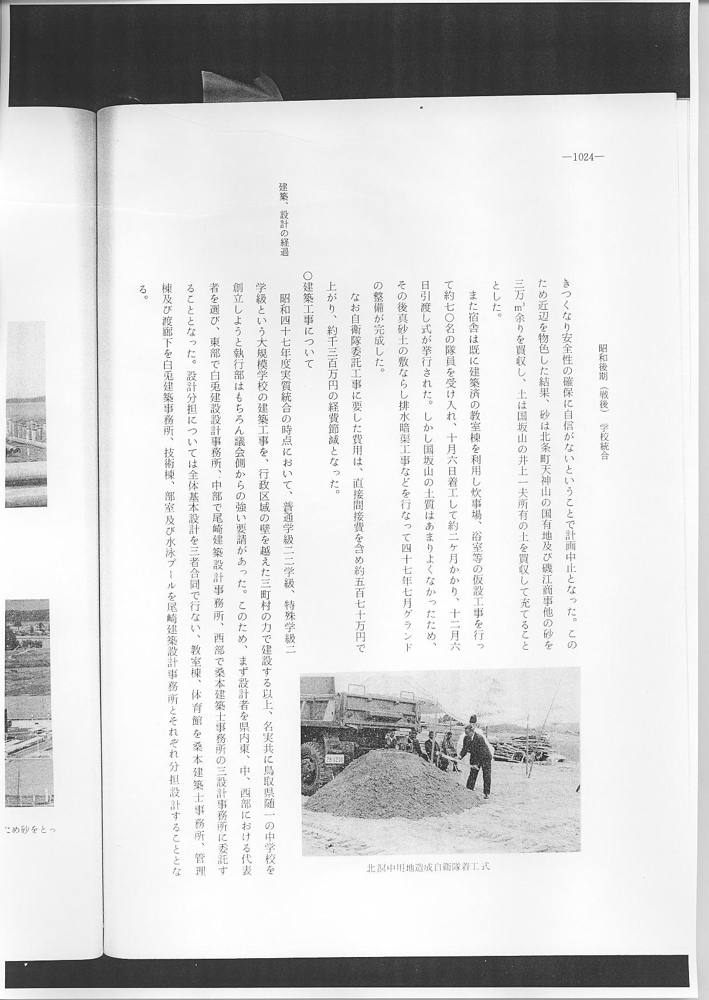 —1024—
昭和後期（戦後）　学校統合
きつくなり安全性の確保に自信がないということで計画中止となった。この
ため近辺を物色した結果、砂は北条町天神山の国有地及び磯江商事他の砂を
三万m³余りを買収し、土は国坂山の井上一夫所有の土を買収して充てること
とした。
また宿舎は既に建築済の教室棟を利用し炊事場、浴室等の仮設工事を行っ
て約七〇名の隊員を受け入れ、十月六日着工して約二ケ月かかり、十二月六
日引渡し式が挙行された。しかし国坂山の土質はあまりよくなかったため、
その後真砂土の敷ならし排水暗渠工事などを行なって四十七年七月グランド
の整備が完成した。
なお自衛隊委託工事に要した費用は、直接間接費を含め約五百七十万円で
上がり、約千三百万円の経費節減となった。
〇建築工事について
建築、設計の経過
昭和四十七年度実質統合の時点において、普通学級二二学級、特殊学級二
学級という大規模学校の建築工事を、行政区域の壁を越えた三町村の力で建設する以上、名実共に鳥取県随一の中学校を
創立しようと執行部はもちろん議会側からの強い要請があった。このため、まず設計者を県内東、中、西部における代表
者を選び、東部で白兎建設設計事務所、中部で尾崎建築設計事務所、西部で桑本建築士事務所の三設計事務所に委託す
ることとなった。設計分担については全体基本設計を三者合同で行ない、教室棟、体育館を桑本建築士事務所、管理
棟及び渡廊下を白兎建築事務所、技術棟、部室及び水泳プールを尾崎建築設計事務所とそれぞれ分担設計することとな
る。
28-1210
北溟中用地造成自衛隊着工式
ため砂をとっ